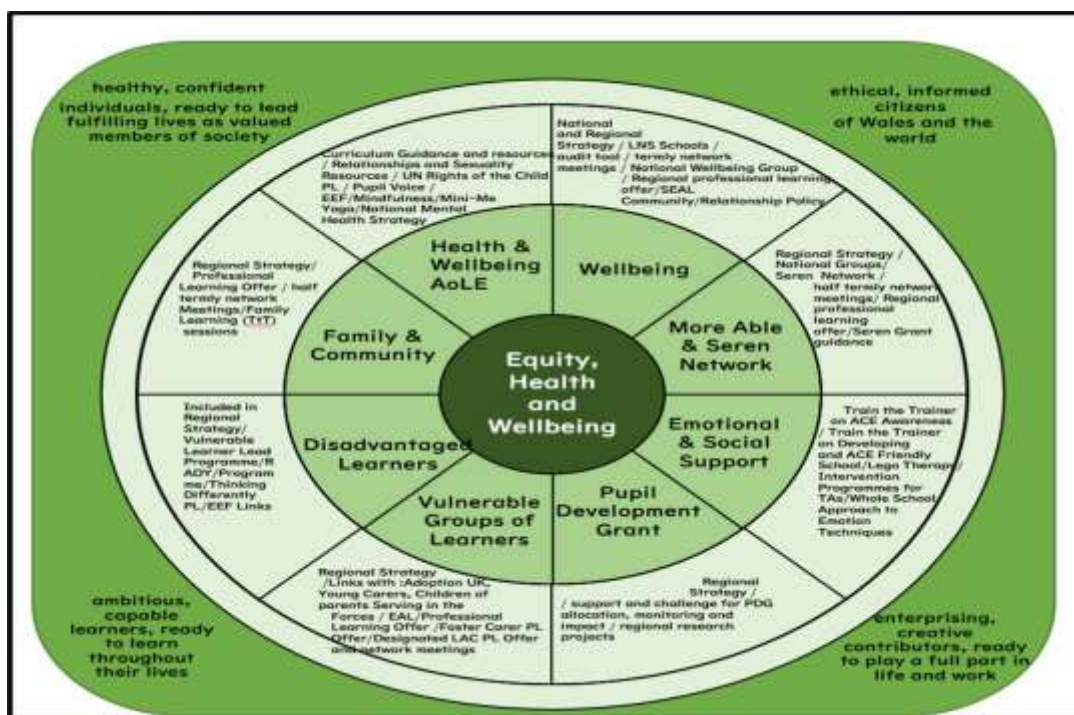 healthy, confident
individuals, ready to lead
fulfilling lives as valued
members of society
ethical, informed
citizens
of Wales and the
world
Curriculum Guidance and resources
/ Relationships and Sexuality
Resources / UN Rights of the Child
PL / Pupil Voice /
EEF/Mindfulness/Mini-Me
Yoga/National Mental
Health Strategy
National
and Regional
Strategy / LNS Schools /
audit tool / termly network
meetings / National Wellbeing Group
/ Regional professional learning
offer/SEAL
Community/Relationship Policy
Regional Strategy/
Professional
Learning Offer / half
termly network
Meetings/Family
Learning (TtT)
sessions
Health &
Wellbeing
AoLE
Wellbeing
Regional Strategy /
National Groups/
Seren Network /
half termly network
meetings/ Regional
professional
learning
offer/Seren Grant
guidance
Family &
Community
More Able
& Seren
Network
Equity,
Health
and
Wellbeing
Included in
Regional
Strategy/
Vulnerable
Learner Lead
Programme/R
ADY/Program
me/Thinking
Differently
PL/EEF Links
Disadvantaged
Learners
Emotional
& Social
Support
Train the Trainer
on ACE Awareness
/ Train the Trainer
on Developing
and ACE Friendly
School/Lego Therapy/
Intervention
Programmes for
TAs/Whole School
Approach to
Emotion
Techniques
Vulnerable
Groups of
Learners
Pupil
Development
Grant
Regional Strategy
/Links with :Adoption UK,
Young Carers, Children of
parents Serving in the
Forces / EAL/Professional
Learning Offer /Foster Carer PL
Offer/Designated LAC PL Offer
and network meetings
Regional
Strategy /
/ support and challenge for PDG
allocation, monitoring and
impact / regional research
projects
ambitious,
capable
learners, ready
to learn
throughout
their lives
enterprising,
creative
contributors, ready
to play a full part in
life and work